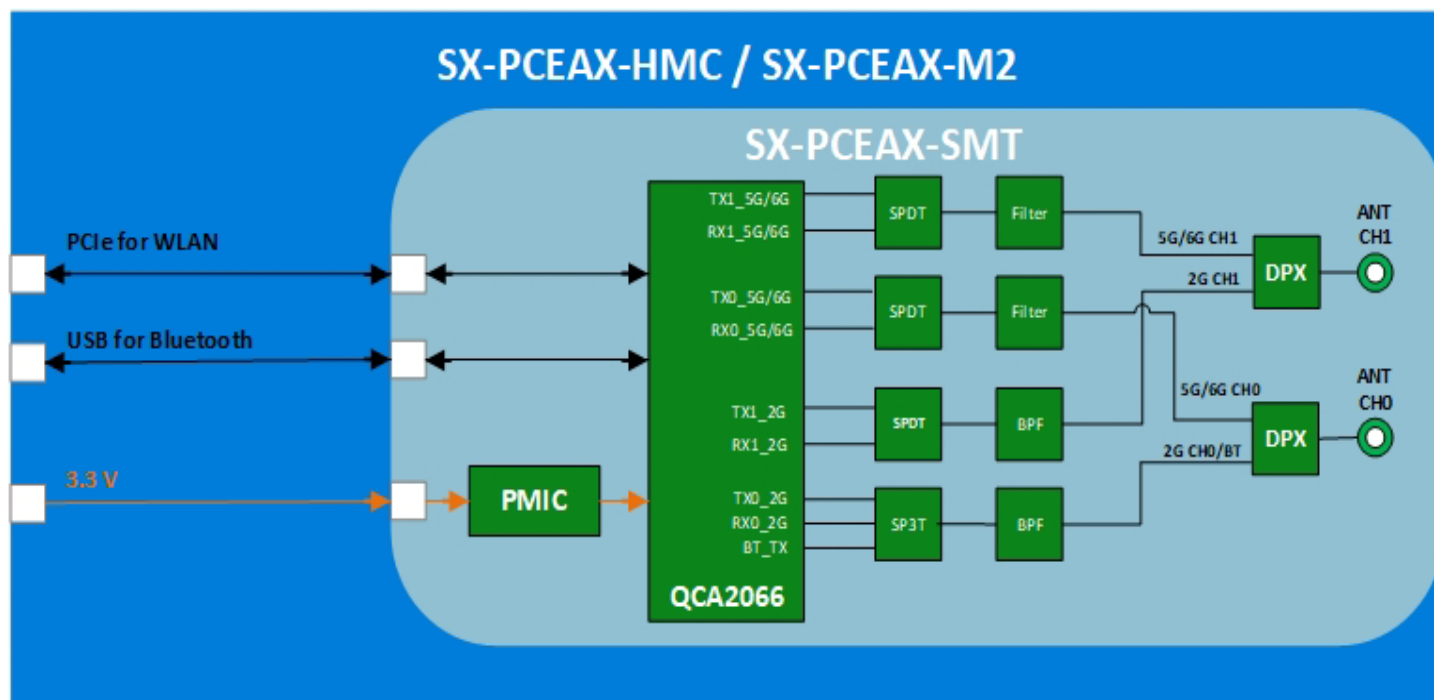 SX-PCEAX-HMC / SX-PCEAX-M2
SX-PCEAX-SMT
PCIe for WLAN
USB for Bluetooth
3.3 V
PMIC
TX1_5G/6G
RX1_5G/6G
TX0_5G/6G
RX0_5G/6G
TX1_2G
RX1_2G
TX0_2G
RX0_2G
BT_TX
QCA2066
SPDT
Filter
SPDT
Filter
SPDT
BPF
SP3T
BPF
5G/6G CH1
2G CH1
DPX
ANT
CH1
5G/6G CH0
2G CH0/BT
DPX
ANT
CH0